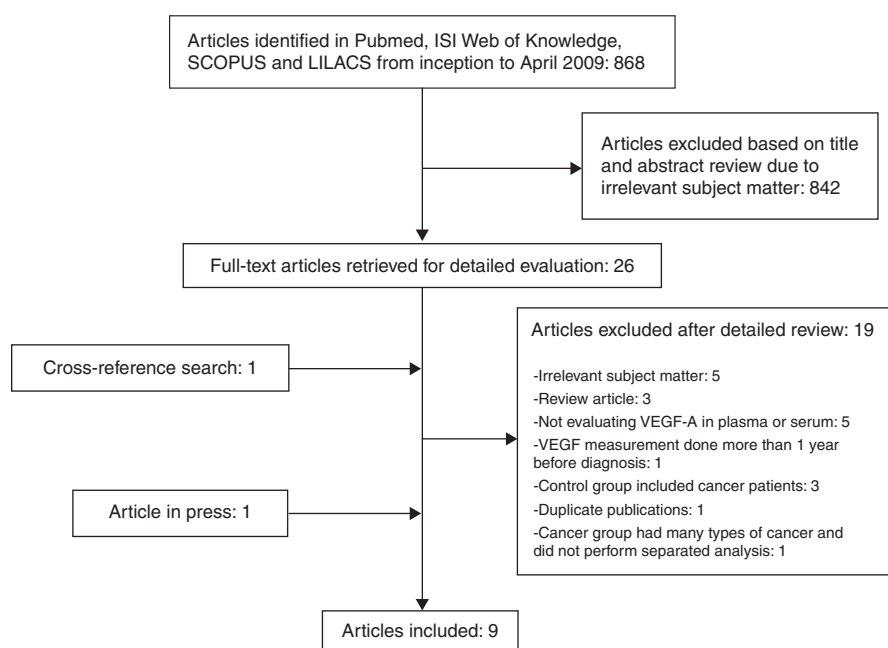 Articles identified in Pubmed, ISI Web of Knowledge,
SCOPUS and LILACS from inception to April 2009: 868
Articles excluded based on title
and abstract review due to
irrelevant subject matter: 842
Full-text articles retrieved for detailed evaluation: 26
Articles excluded after detailed review: 19
-Irrelevant subject matter: 5
-Review article: 3
-Not evaluating VEGF-A in plasma or serum: 5
-VEGF measurement done more than 1 year
before diagnosis: 1
-Control group included cancer patients: 3
-Duplicate publications: 1
-Cancer group had many types of cancer and
did not perform separated analysis: 1
Cross-reference search: 1
Article in press: 1
Articles included: 9